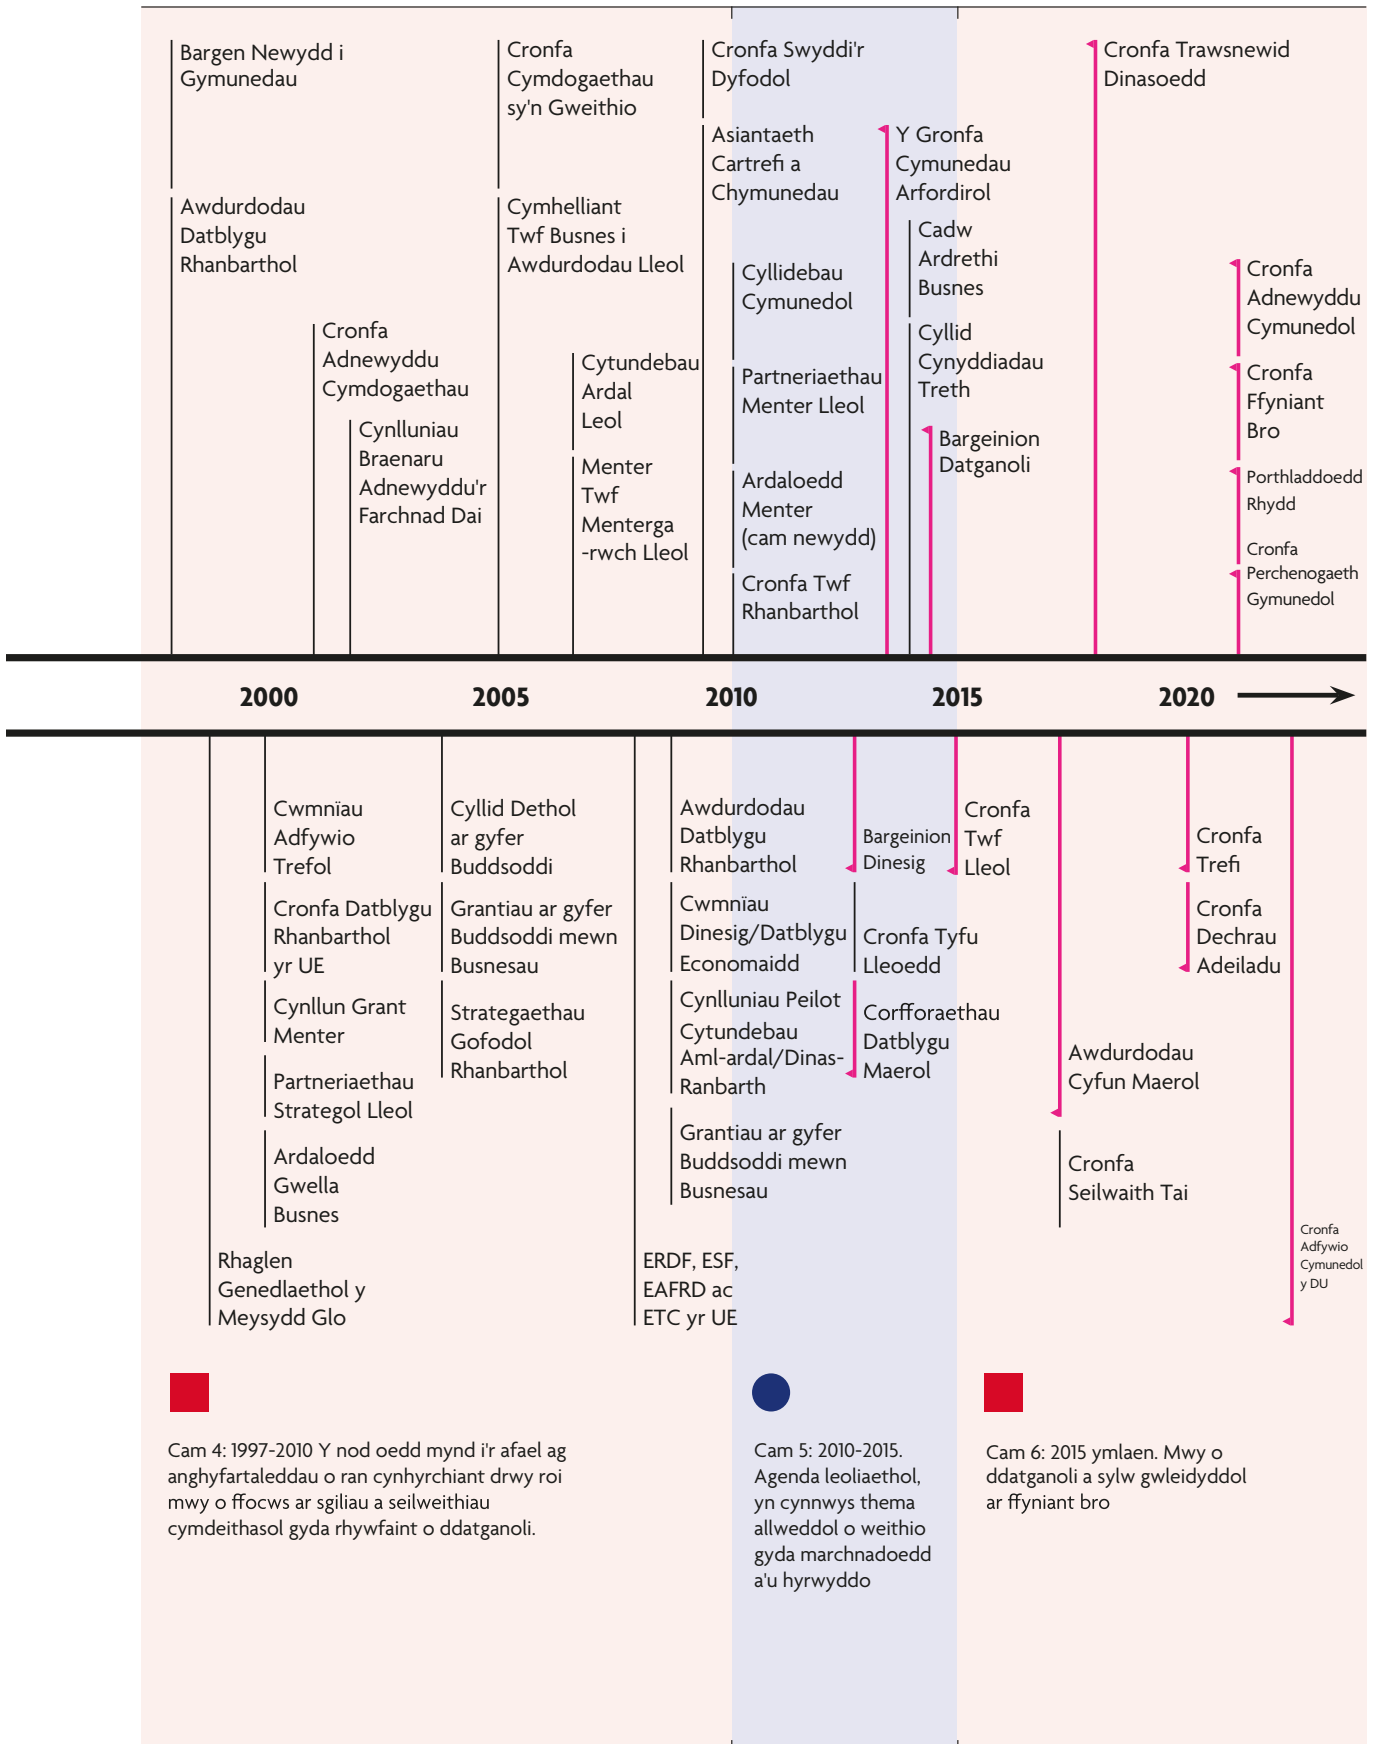 Bargen Newydd i
Gymunedau
Awdurdodau
Datblygu
Rhanbarthol
Cronfa
Adnewyddu
Cymdogaethau
Cynlluniau
Braenaru
Adnewyddu'r
Farchnad Dai
Cronfa
Cymdogaethau
sy'n Gweithio
Cymhelliant
Twf Busnes i
Awdurdodau Lleol
Cytundebau
Ardal
Leol
Menter
Twf
Menterga
-rwch Lleol
Cronfa Swyddi'r
Dyfodol
Asiantaeth
Cartrefi a
Chymunedau
Cyllidebau
Cymunedol
Partneriaethau
Menter Lleol
Ardaloedd
Menter
(cam newydd)
Cronfa Twf
Rhanbarthol
Y Gronfa
Cymunedau
Arfordirol
Cadw
Ardrethi
Busnes
Cyllid
Cynyddiadau
Treth
Bargeinion
Datganoli
Cronfa Trawsnewid
Dinasoedd
Cronfa
Adnewyddu
Cymunedol
Cronfa
Ffyniant
Bro
Porthladdoedd
Rhydd
Cronfa
Perchenogaeth
Gymunedol
2000
2005
2010
2015
2020
Cwmnïau
Adfywio
Trefol
Cronfa Datblygu
Rhanbarthol
yr UE
Cynllun Grant
Menter
Partneriaethau
Strategol Lleol
Ardaloedd
Gwella
Busnes
Rhaglen
Genedlaethol y
Meysydd Glo
Cyllid Dethol
ar gyfer
Buddsoddi
Grantiau ar gyfer
Buddsoddi mewn
Busnesau
Strategaethau
Gofodol
Rhanbarthol
Awdurdodau
Datblygu
Rhanbarthol
Cwmnïau
Dinesig/Datblygu
Economaidd
Cynlluniau Peilot
Cytundebau
Aml-ardal/Dinas-
Ranbarth
Grantiau ar gyfer
Buddsoddi mewn
Busnesau
ERDF, ESF,
EAFRD ac
ETC yr UE
Bargeinion
Dinesig
Cronfa Tyfu
Lleoedd
Corfforaethau
Datblygu
Maerol
Cronfa
Twf
Lleol
Awdurdodau
Cyfun Maerol
Cronfa
Seilwaith Tai
Cronfa
Trefi
Cronfa
Dechrau
Adeiladu
Cronfa
Adfywio
Cymunedol
y DU
Cam 4: 1997-2010 Y nod oedd mynd i'r afael ag
anghyfartaleddau o ran cynhyrchiant drwy roi
mwy o ffocws ar sgiliau a seilweithiau
cymdeithasol gyda rhywfaint o ddatganoli.
Cam 5: 2010-2015.
Agenda leoliaethol,
yn cynnwys thema
allweddol o weithio
gyda marchnadoedd
a'u hyrwyddo
Cam 6: 2015 ymlaen. Mwy o
ddatganoli a sylw gwleidyddol
ar ffyniant bro